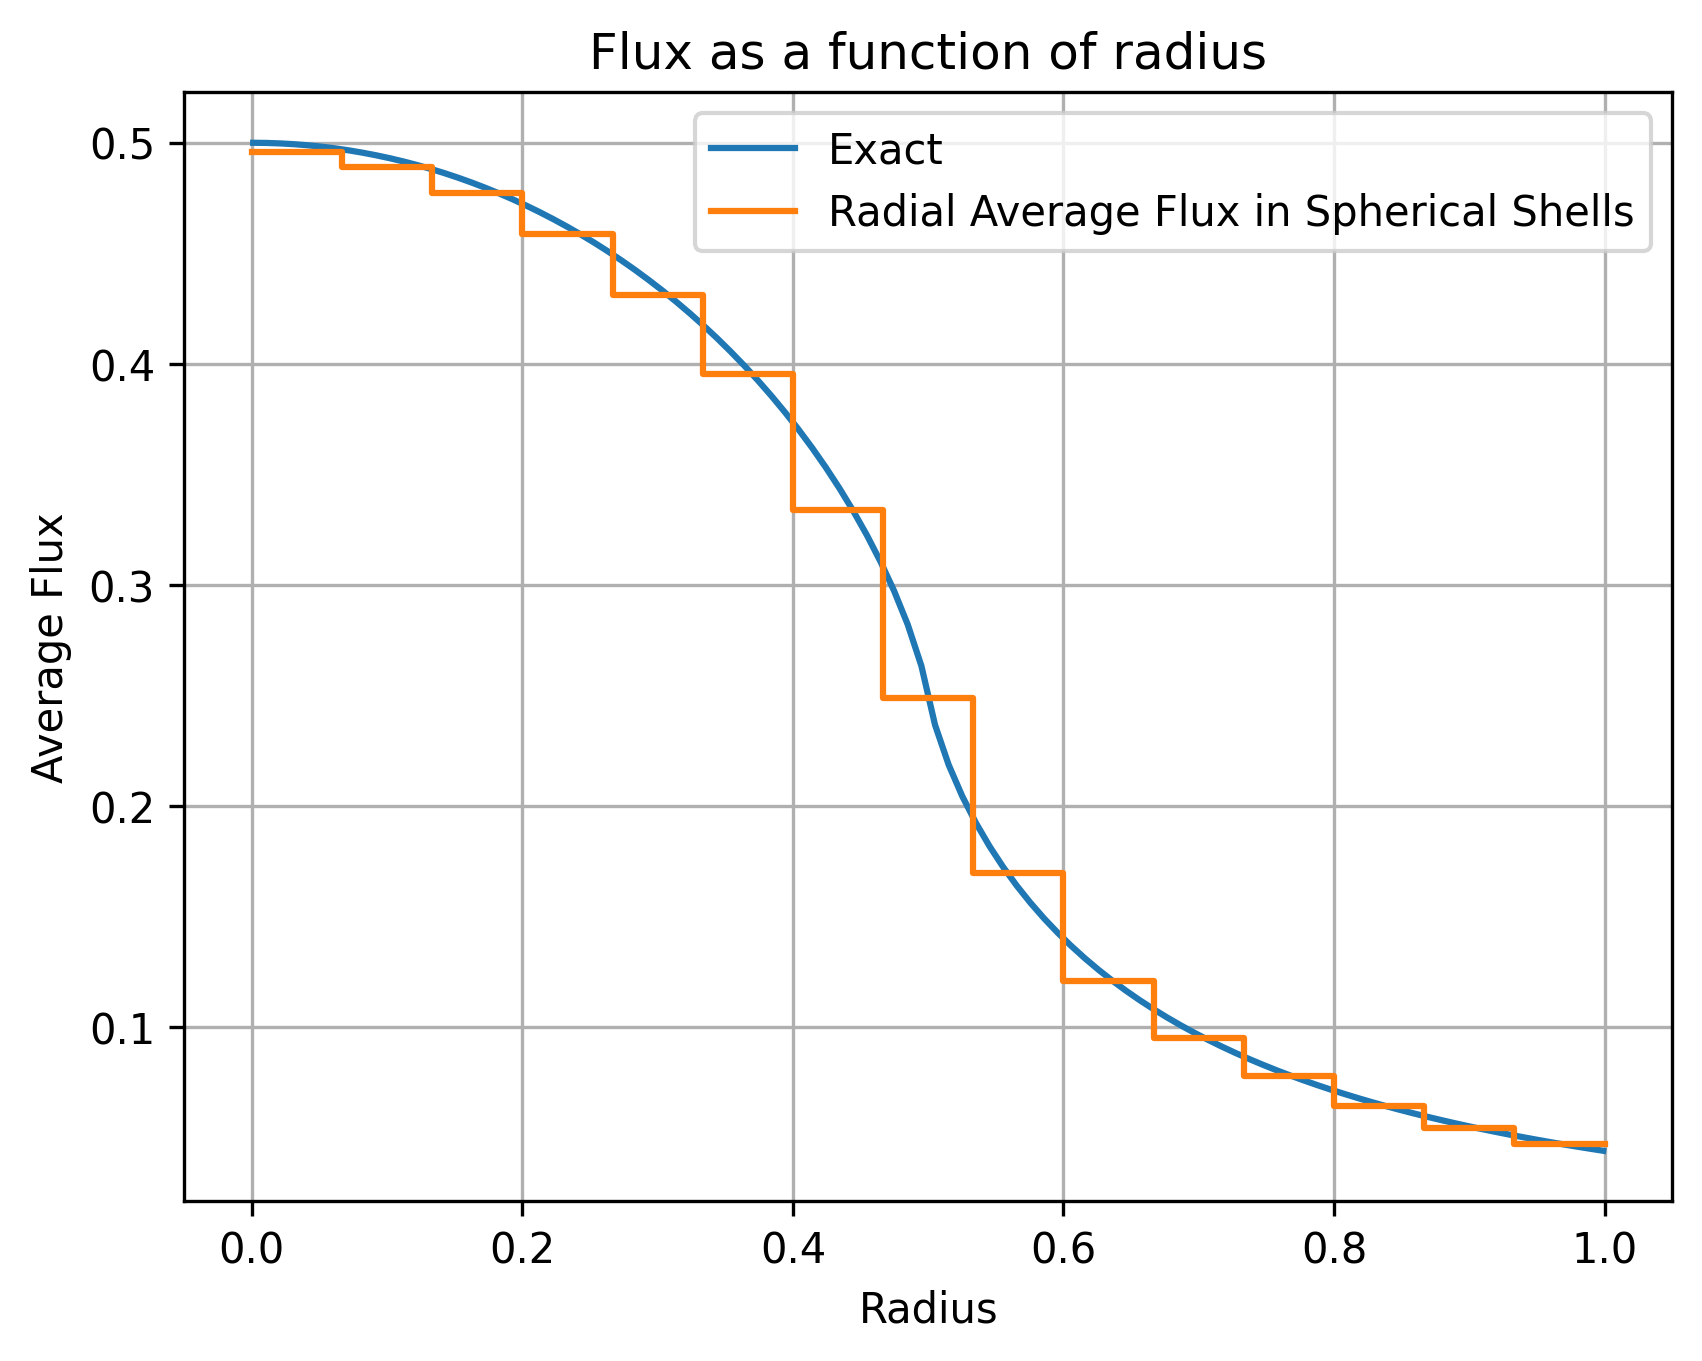 Flux as a function of radius
Exact
Radial Average Flux in Spherical Shells
Average Flux
0.5
0.4
0.3
0.2
0.1
0.0 0.2 0.4 0.6 0.8 1.0
Radius